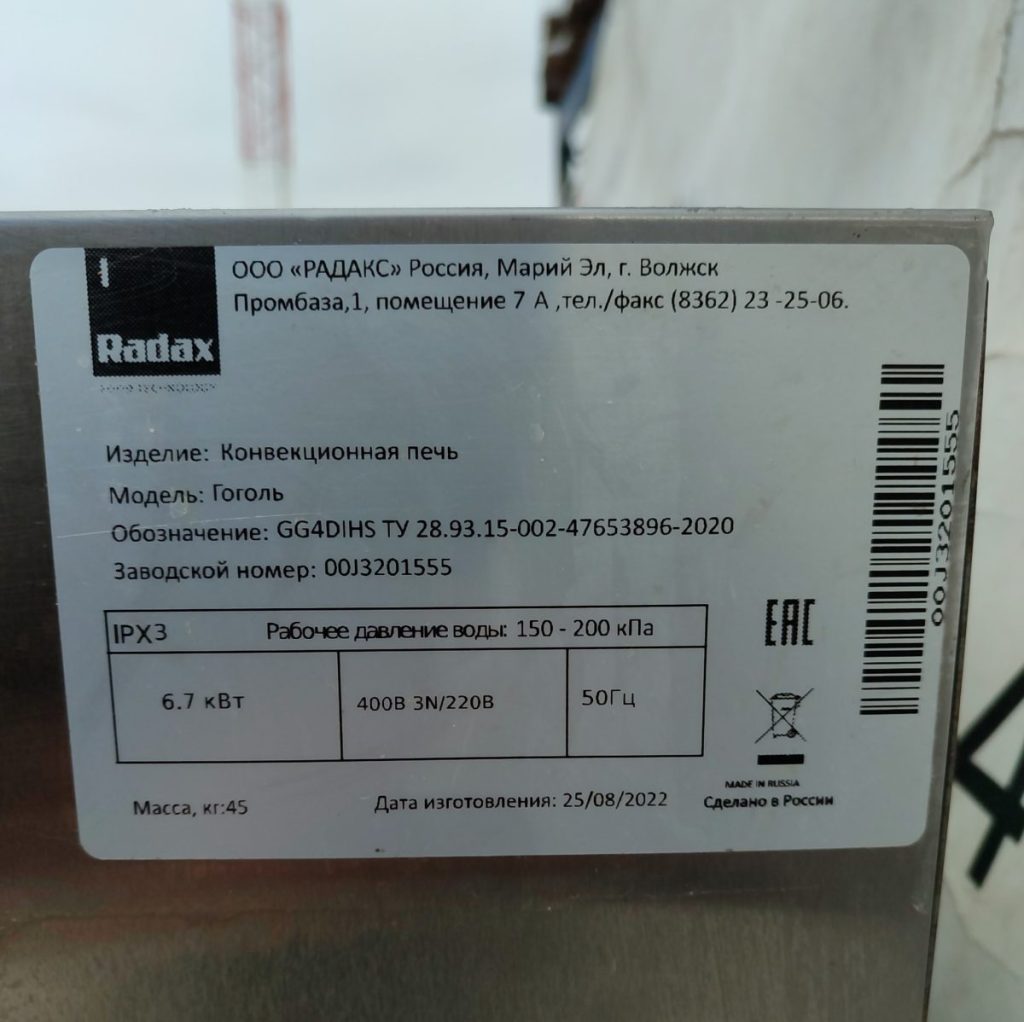 Radax
FOOD TECHNOLOGY
ООО «РАДАКС» Россия, Марий Эл, г. Волжск
Промбаза,1, помещение 7 А ,тел./факс (8362) 23 -25-06.
Изделие: Конвекционная печь
Модель: Гоголь
Обозначение: GG4DIHS ТУ 28.93.15-002-47653896-2020
Заводской номер: 00J3201555
IPX3 Рабочее давление воды: 150 - 200 кПа
6.7 кВт 400В 3N/220В 50Гц
Масса, кг:45
Дата изготовления: 25/08/2022
EAC
MADE IN RUSSIA
Сделано в России
00J3201555
4